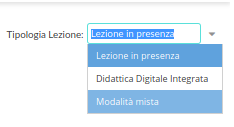 Tipologia Lezione: Lezione in presenza
Lezione in presenza
Didattica Digitale Integrata
Modalità mista